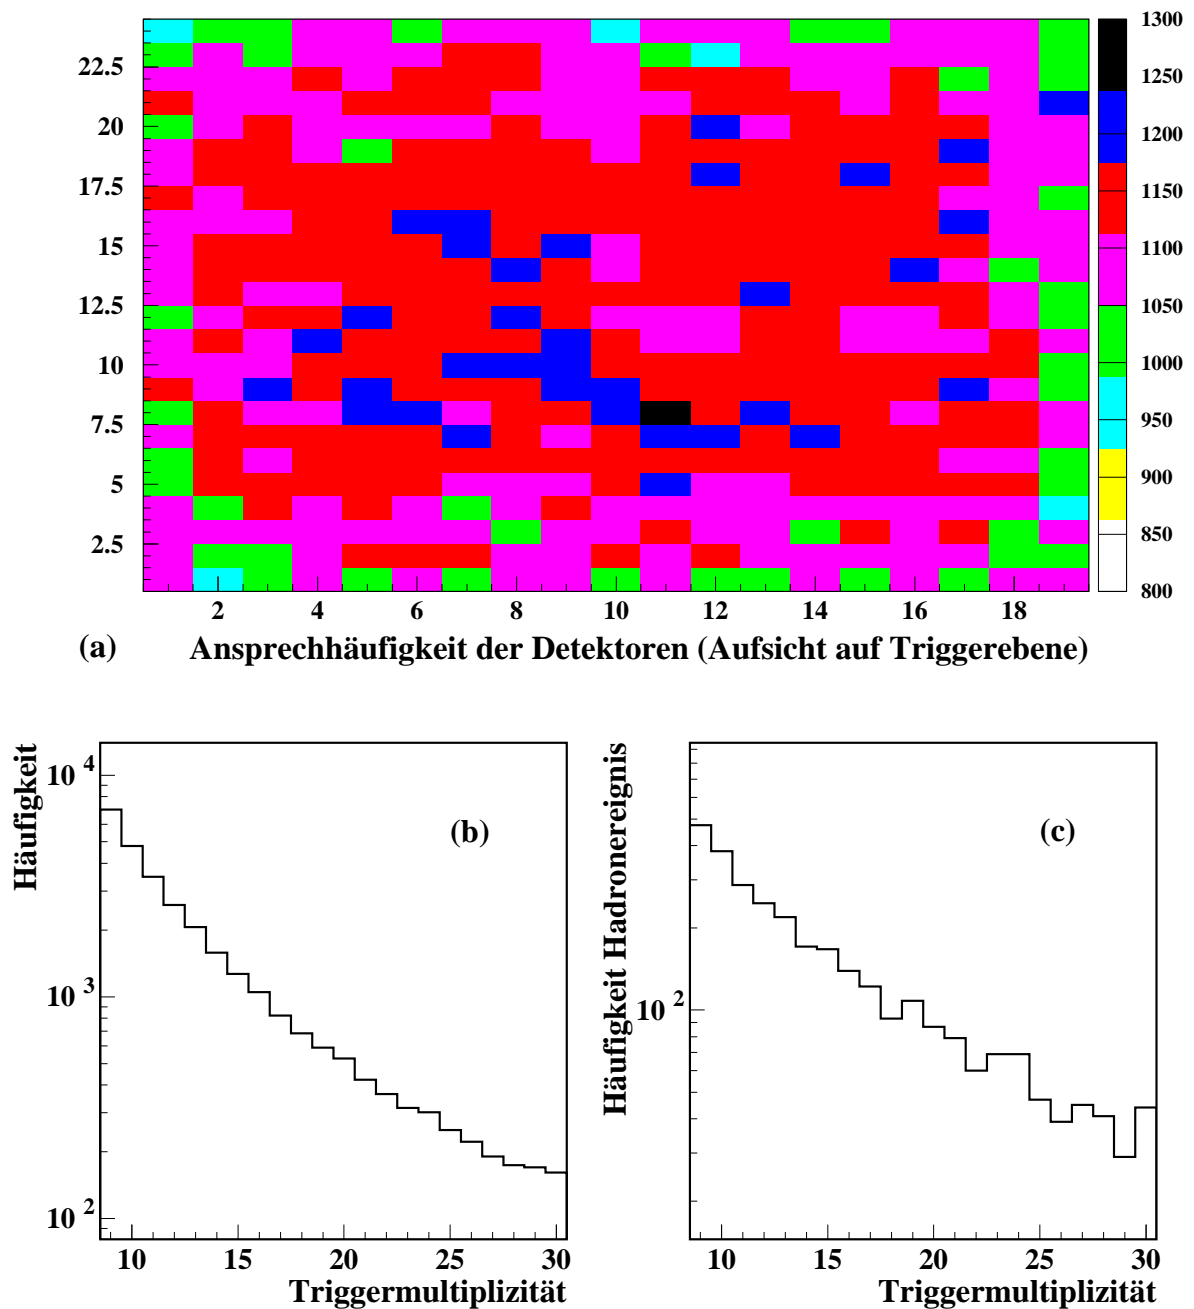 22.5
20
17.5
15
12.5
10
7.5
5
2.5
2 4 6 8 10 12 14 16 18
1300
1250
1200
1150
1100
1050
1000
950
900
850
800
(a) Ansprechhäufigkeit der Detektoren (Aufsicht auf Triggerebene)
Häufigkeit
10 4
10 3
10 2
(b)
10 15 20 25 30
Triggermultiplizität
Häufigkeit Hadronereignis
10 2
(c)
10 15 20 25 30
Triggermultiplizität